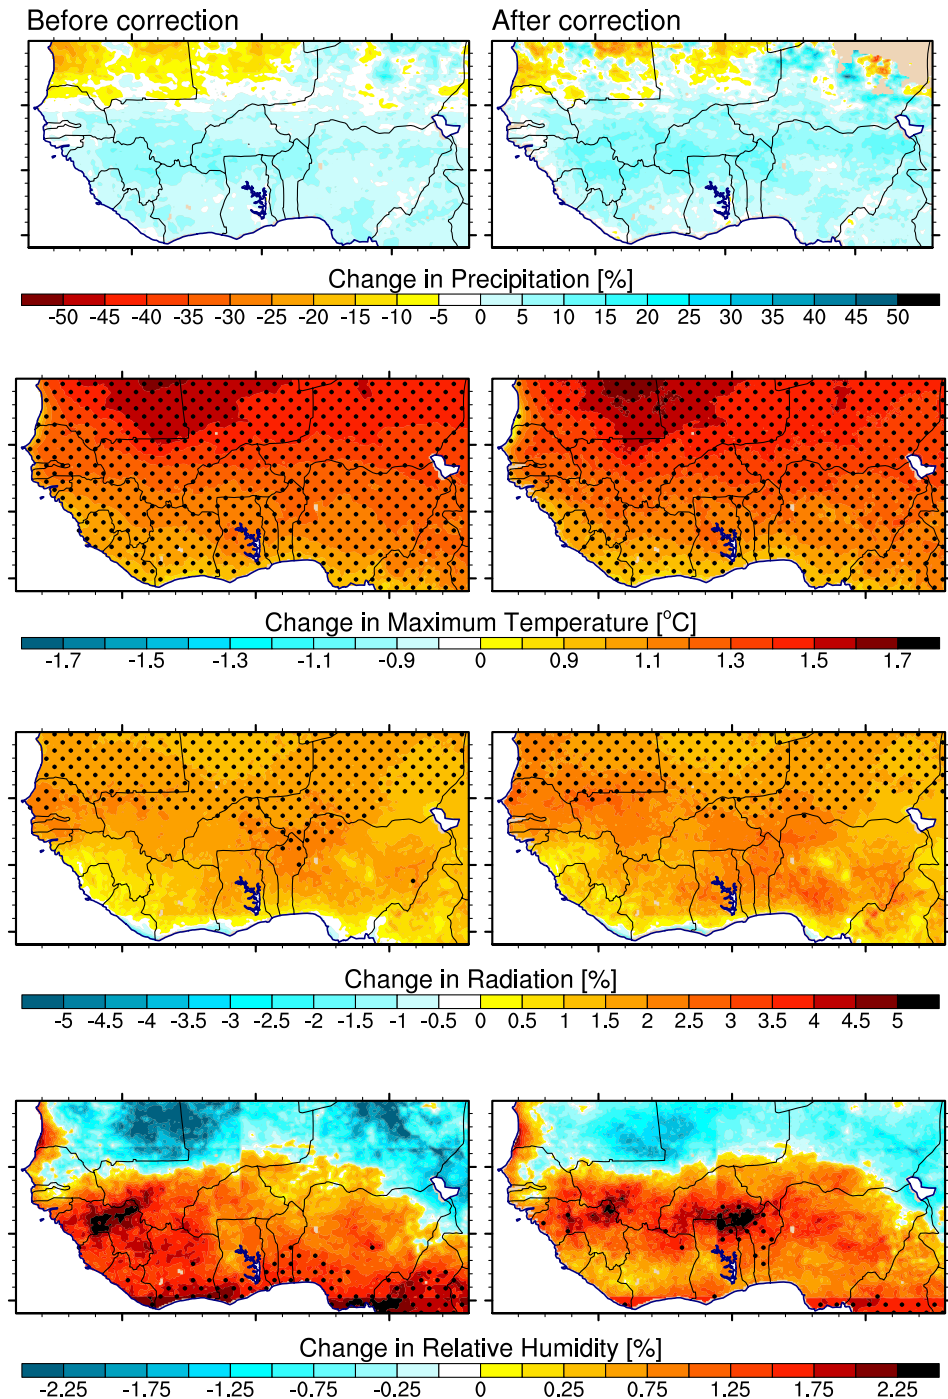 Before correction After correction
Change in Precipitation [%]
-50 -45 -40 -35 -30 -25 -20 -15 -10 -5 0 5 10 15 20 25 30 35 40 45 50
Change in Maximum Temperature [°C]
-1.7 -1.5 -1.3 -1.1 -0.9 0 0.9 1.1 1.3 1.5 1.7
Change in Radiation [%]
-5 -4.5 -4 -3.5 -3 -2.5 -2 -1.5 -1 -0.5 0 0.5 1 1.5 2 2.5 3 3.5 4 4.5 5
Change in Relative Humidity [%]
-2.25 -1.75 -1.25 -0.75 -0.25 0 0.25 0.75 1.25 1.75 2.25